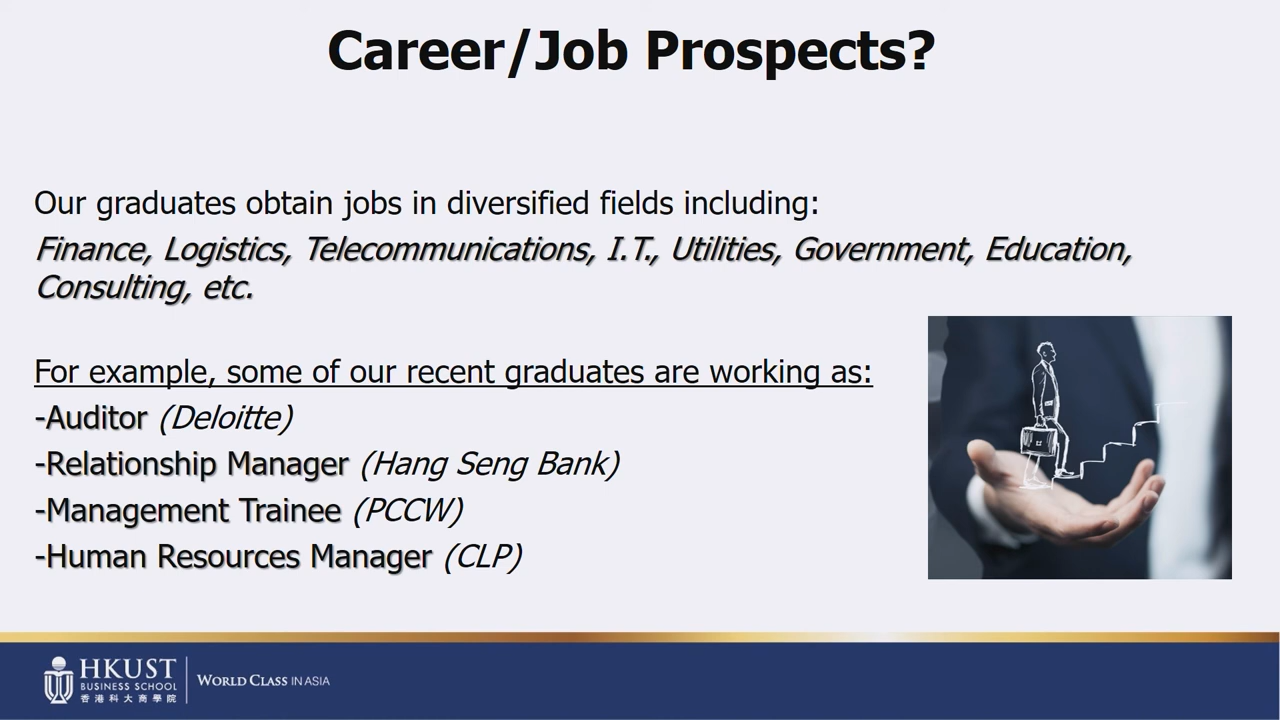 Career/Job Prospects?
Our graduates obtain jobs in diversified fields including:
Finance, Logistics, Telecommunications, I.T., Utilities, Government, Education,
Consulting, etc.
For example, some of our recent graduates are working as:
-Auditor (Deloitte)
-Relationship Manager (Hang Seng Bank)
-Management Trainee (PCCW)
-Human Resources Manager (CLP)
HKUST
BUSINESS SCHOOL
香港科大商學院
WORLD CLASS IN ASIA